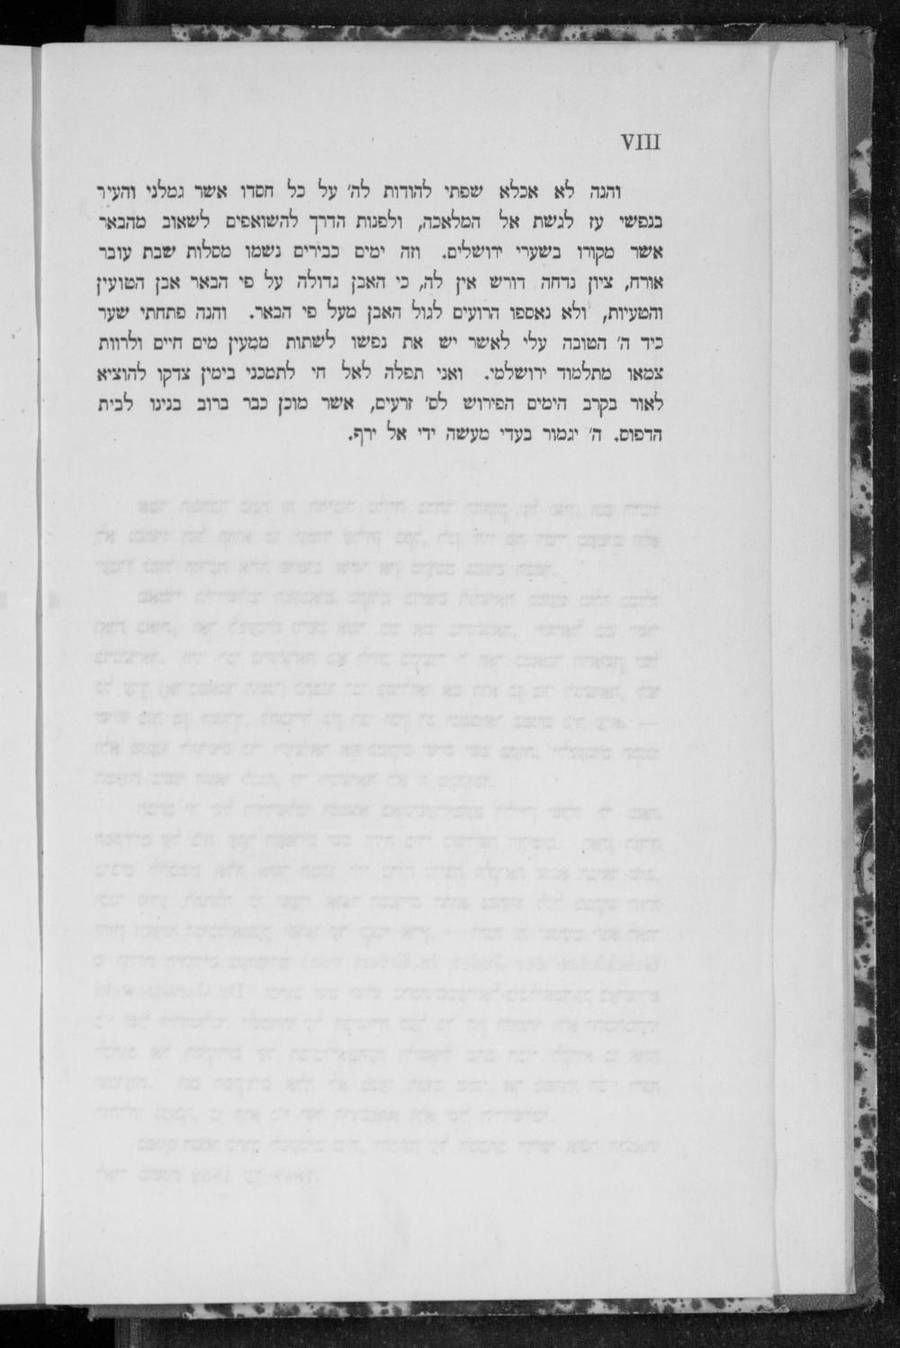 VIII
והנה לא אכלא שפתי להודות לה׳ על כל חסדו אשר גמלני והעיר
בנפשי עז לגשת אל המלאכה, ולפנות הדרך להשואפים לשאוב מהבאר
אשר מקורו בשערי ירושלים. וזה ימים כבירים נשמו מסלות שבת עובר
אורח, ציון נדחה דורש אין לה, כי האבן גדולה על פי הבאר אבן הטועין
והטעיות, ולא נאספו הרועים לגול האבן מעל פי הבאר. והנה פתחתי שער
כיד ה׳ הטובה עלי לאשר יש את נפשו לשתות ממעין מים חיים ולרוות
צמאו מתלמוד ירושלמי. ואני תפלה לאל חי לתמכני בימין צדקו להוציא
לאור בקרב הימים הפירוש לס׳ זרעים, אשר מוכן כבר ברוב בנינו לבית
הדפוס. ה׳ יגמור בעדי מעשה ידי אל ירף.